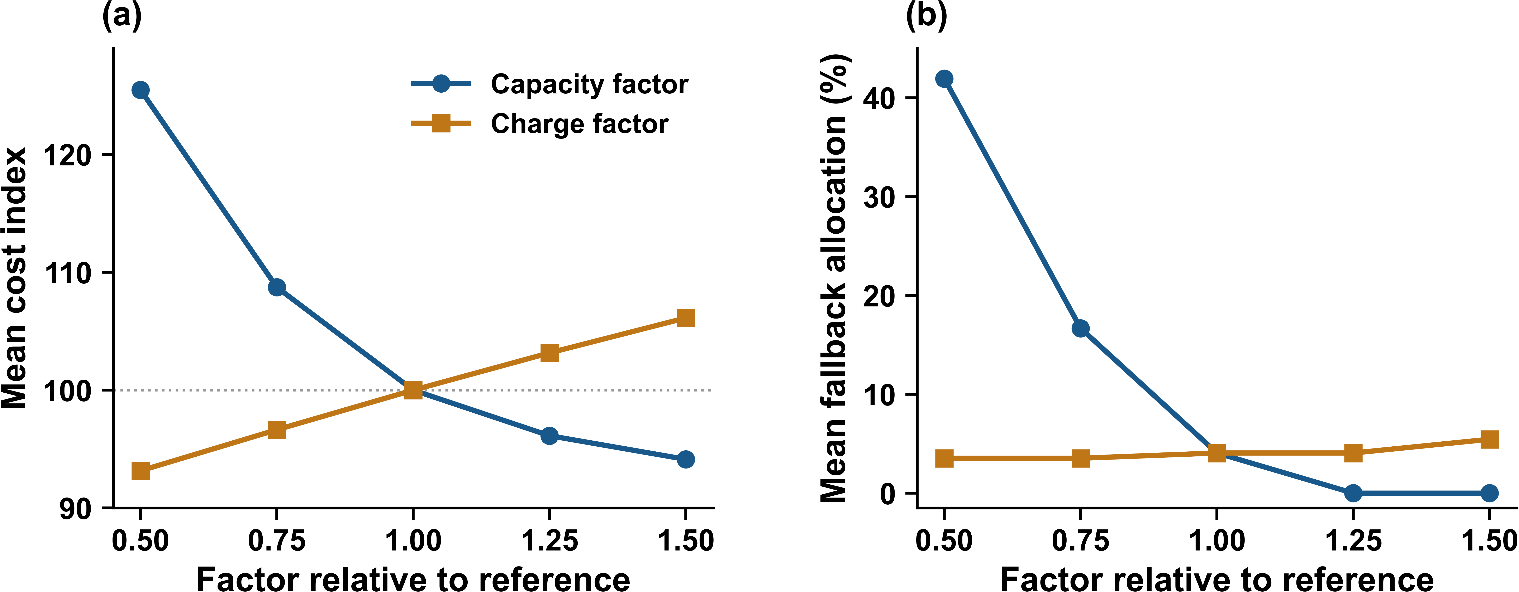 (a)
Mean cost index
120
110
100
90
0.50 0.75 1.00 1.25 1.50
Factor relative to reference
Capacity factor
Charge factor
(b)
Mean fallback allocation (%)
40
30
20
10
0
0.50 0.75 1.00 1.25 1.50
Factor relative to reference